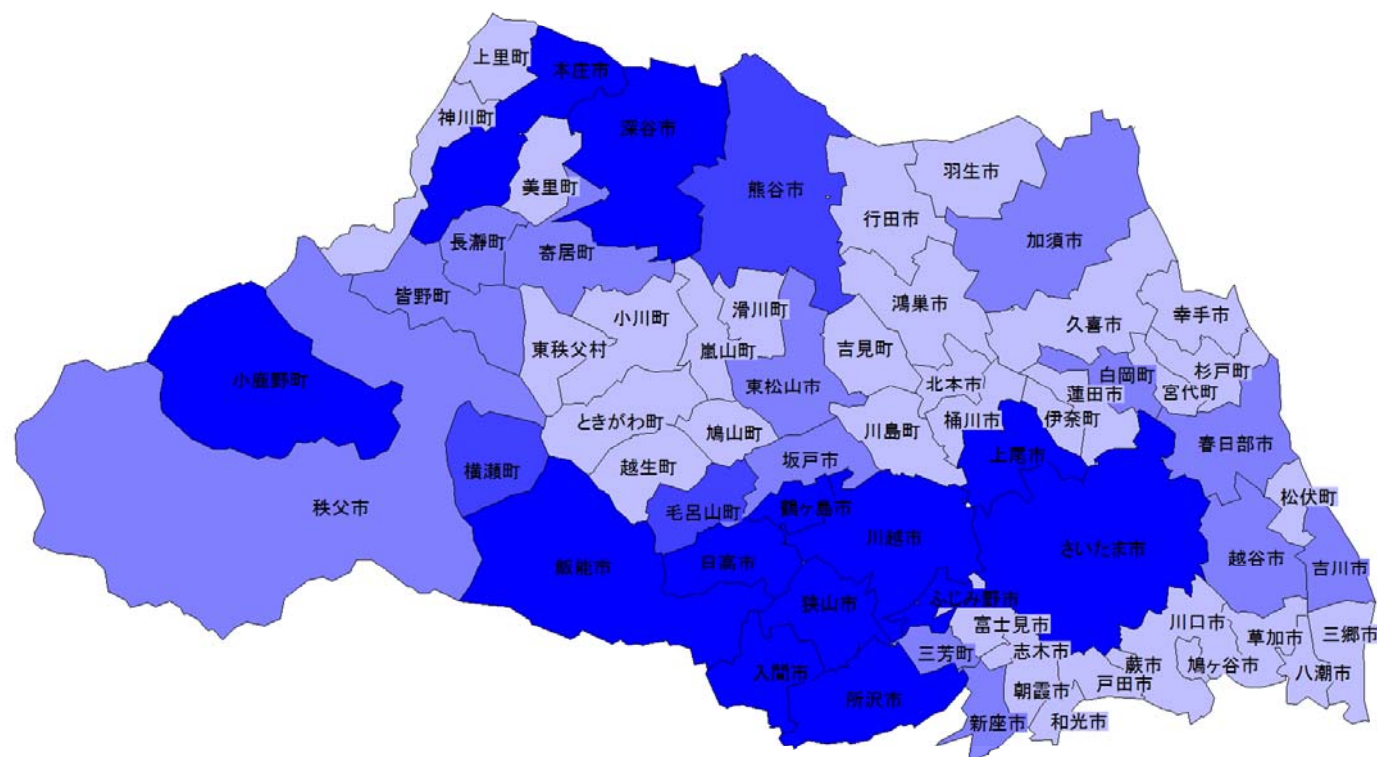 上里町
本庄市
神川町
深谷市
美里町
熊谷市
羽生市
行田市
加須市
長瀞町
寄居町
皆野町
小川町
滑川町
鴻巣市
久喜市
幸手市
東秩父村
嵐山町
吉見町
小鹿野町
東松山市
北本市
蓮田市
白岡町
杉戸町
宮代町
ときがわ町
鳩山町
川島町
桶川市
伊奈町
春日部市
横瀬町
越生町
坂戸市
上尾市
松伏町
秩父市
毛呂山町
鶴ヶ島市
川越市
さいたま市
越谷市
吉川市
飯能市
日高市
狭山市
ふじみ野市
富士見市
川口市
草加市
三郷市
三芳町
志木市
蕨市
鳩ヶ谷市
八潮市
入間市
所沢市
朝霞市
戸田市
新座市
和光市